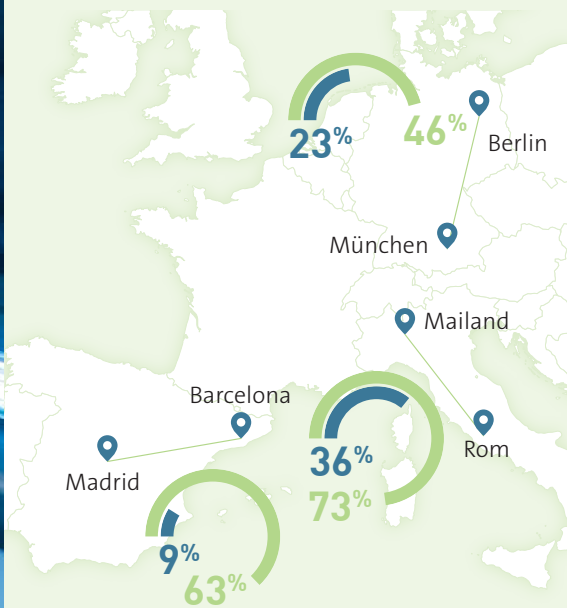 23%
46%
Berlin
München
Mailand
Barcelona
36%
Rom
Madrid
73%
9%
63%